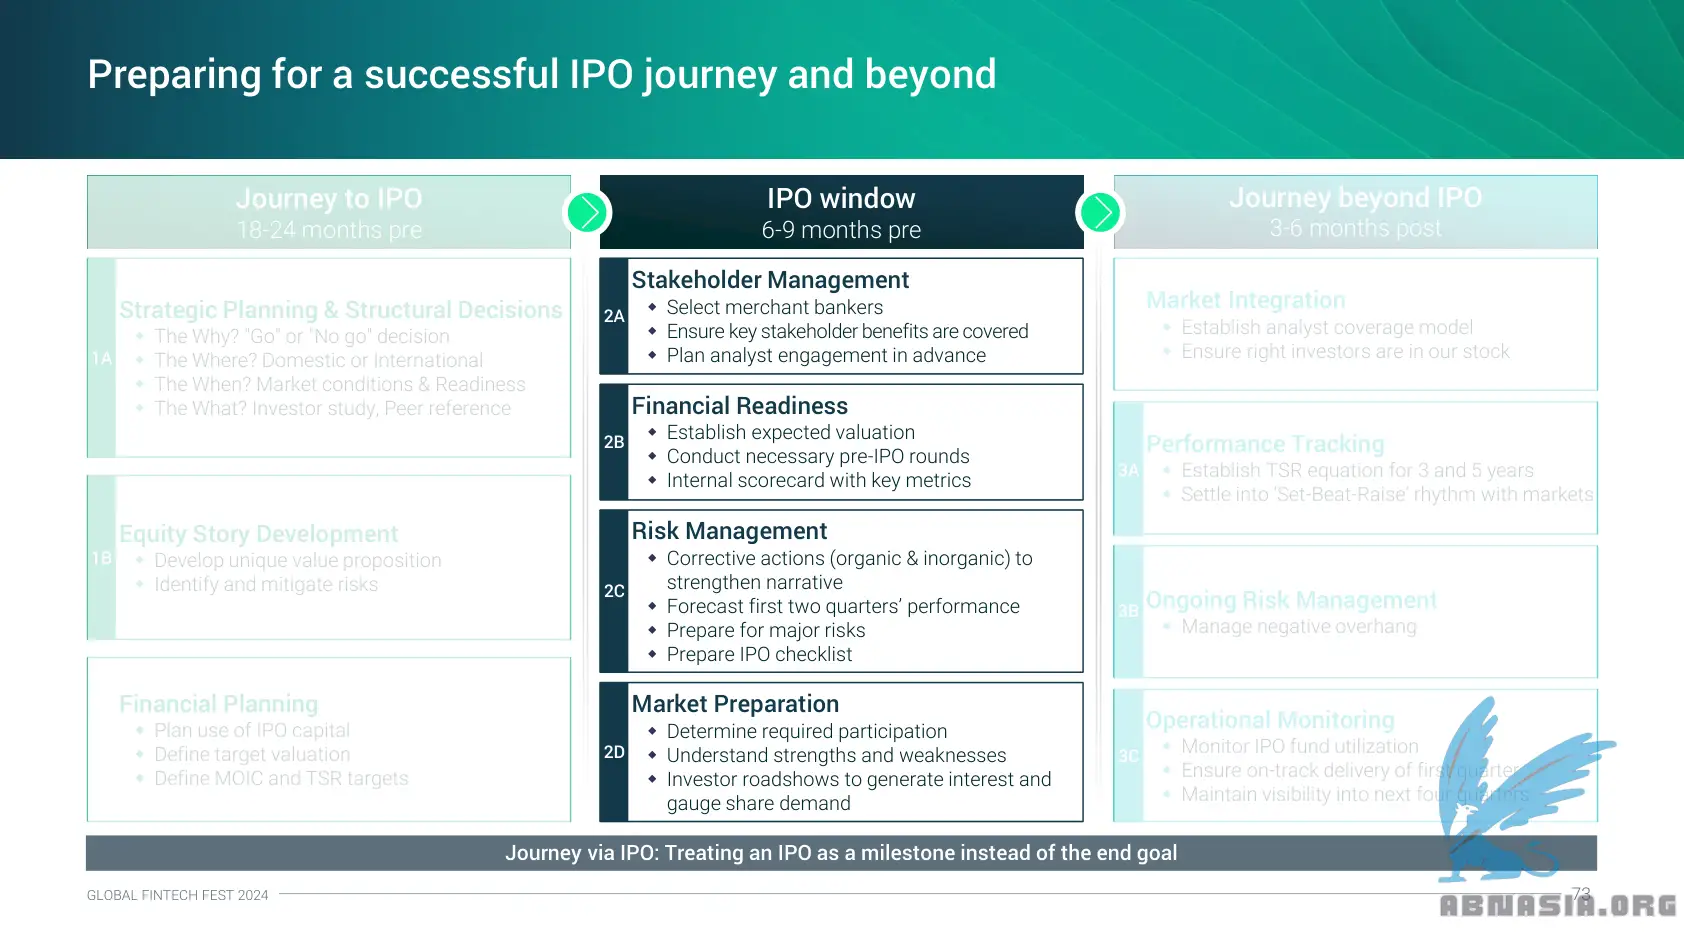 Preparing for a successful IPO journey and beyond
Journey to IPO
18-24 months pre
1A
Strategic Planning & Structural Decisions
The Why? "Go" or "No go" decision
The Where? Domestic or International
The When? Market conditions & Readiness
The What? Investor study, Peer reference
1B
Equity Story Development
Develop unique value proposition
Identify and mitigate risks
Financial Planning
Plan use of IPO capital
Define target valuation
Define MOIC and TSR targets
IPO window
6-9 months pre
2A
Stakeholder Management
Select merchant bankers
Ensure key stakeholder benefits are covered
Plan analyst engagement in advance
2B
Financial Readiness
Establish expected valuation
Conduct necessary pre-IPO rounds
Internal scorecard with key metrics
2C
Risk Management
Corrective actions (organic & inorganic) to
strengthen narrative
Forecast first two quarters’ performance
Prepare for major risks
Prepare IPO checklist
2D
Market Preparation
Determine required participation
Understand strengths and weaknesses
Investor roadshows to generate interest and
gauge share demand
Journey beyond IPO
3-6 months post
Market Integration
Establish analyst coverage model
Ensure right investors are in our stock
3A
Performance Tracking
Establish TSR equation for 3 and 5 years
Settle into ‘Set-Beat-Raise’ rhythm with markets
3B
Ongoing Risk Management
Manage negative overhang
3C
Operational Monitoring
Monitor IPO fund utilization
Ensure on-track delivery of first quarter
Maintain visibility into next four quarters
Journey via IPO: Treating an IPO as a milestone instead of the end goal
GLOBAL FINTECH FEST 2024
73
ABNASIA.ORG